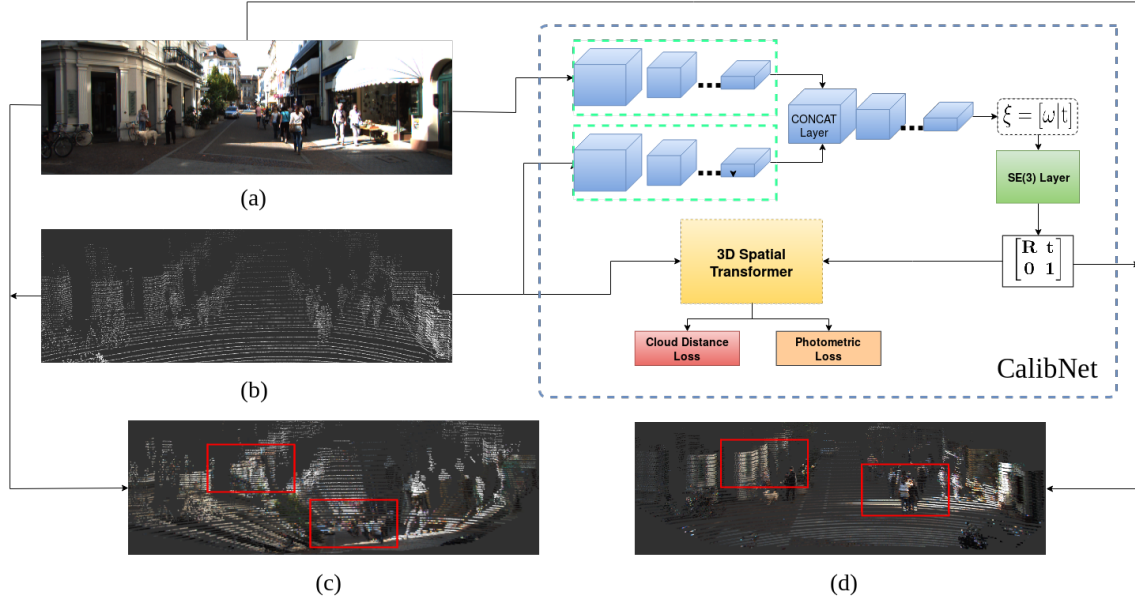 (a)
CONCAT
Layer
ξ = [ω|t]
SE(3) Layer
R t
0 1
3D Spatial
Transformer
Cloud Distance
Loss
Photometric
Loss
CalibNet
(b)
(c)
(d)